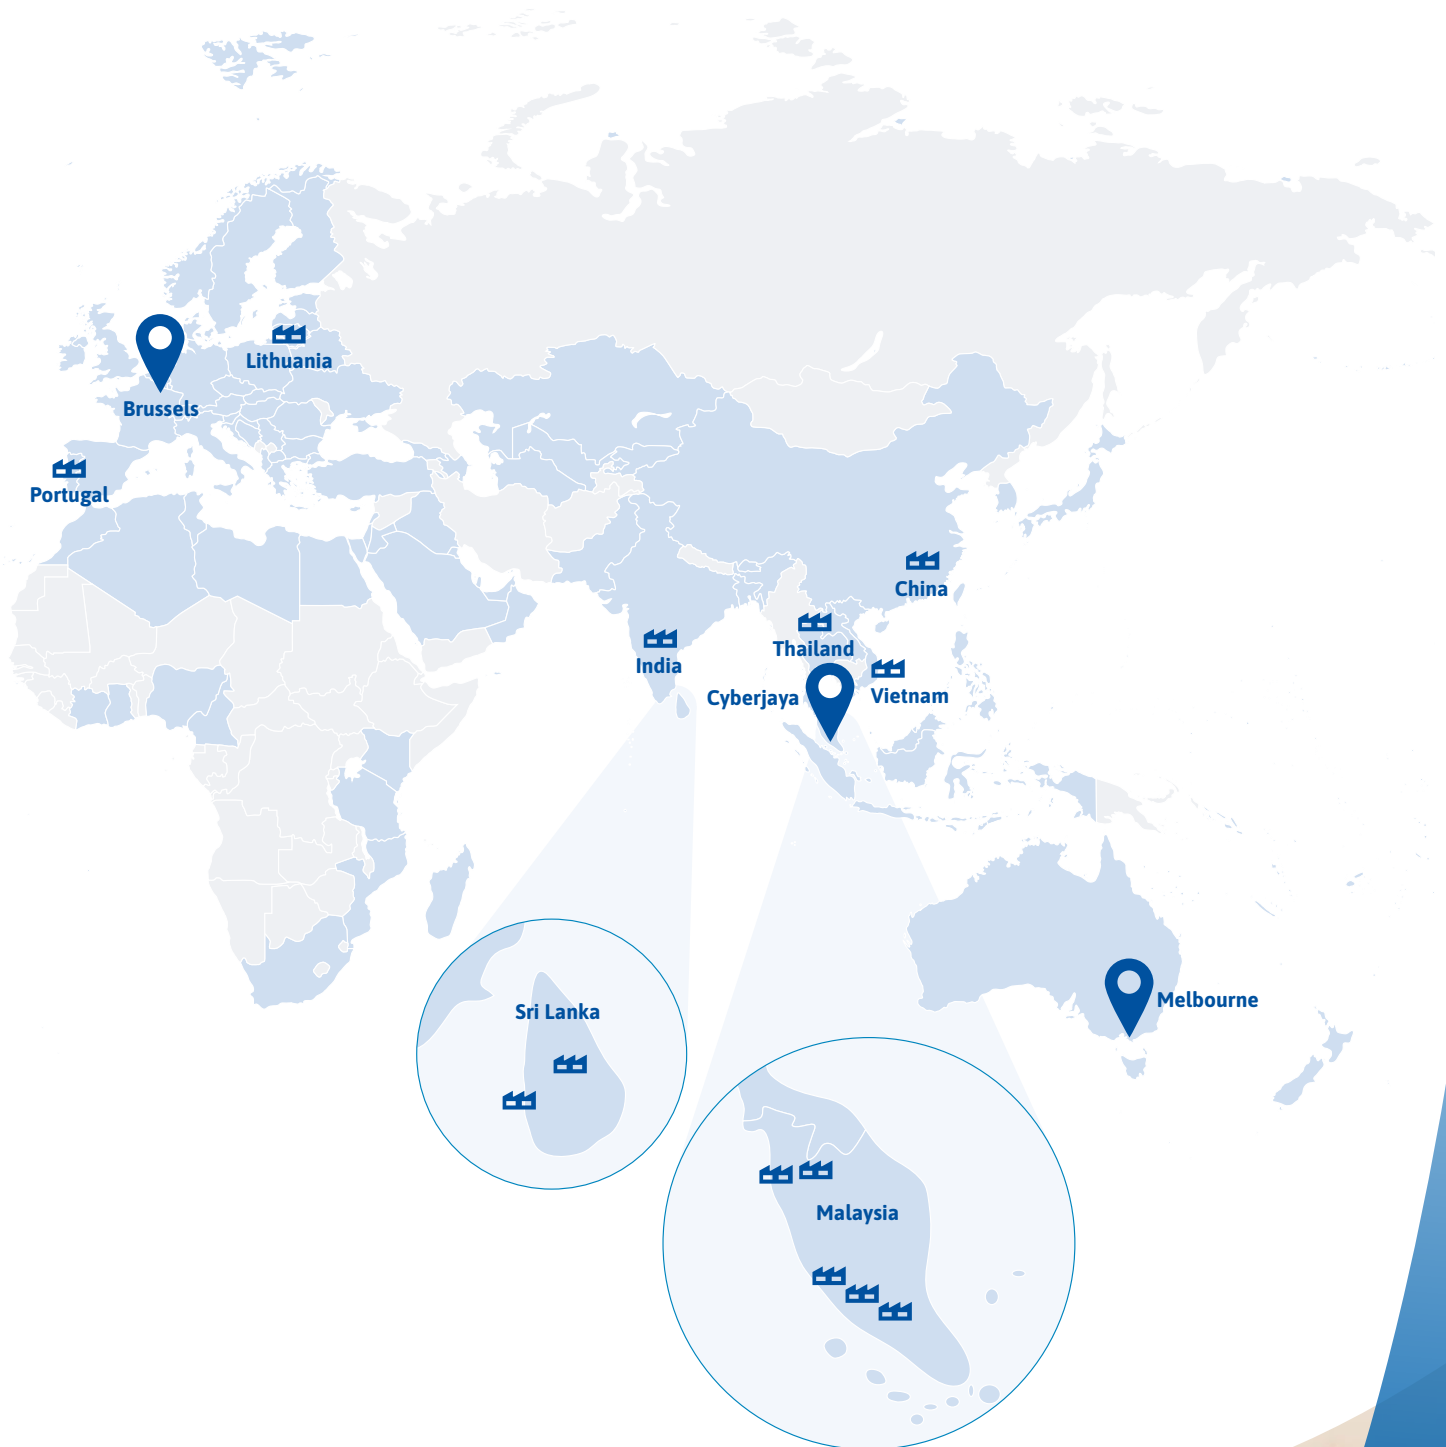 Lithuania
Brussels
Portugal
China
Thailand
India
Cyberjaya
Vietnam
Sri Lanka
Melbourne
Malaysia